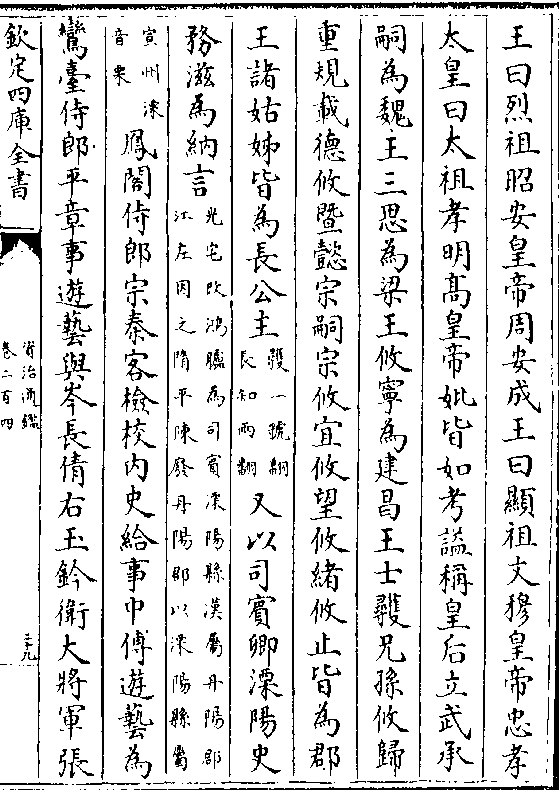 王曰烈祖昭安皇帝周安成王曰顯祖文穆皇帝忠孝
太皇曰太祖孝明高皇帝妣皆如考諡稱皇后立武承
嗣為魏王三思為梁王攸寧為建昌王士彠兄孫攸歸
重規載德攸暨懿宗嗣宗攸宜攸望攸緒攸止皆為郡
王諸姑姊皆為長公主彠一虢翻長知兩翻又以司賓卿溧陽史
務滋為納言光宅改鴻臚為司賓溧陽縣漢屬丹陽郡江左因之隋平陳廢丹陽郡以溧陽縣屬
宣州溧音栗鳳閣侍郎宗秦客檢校内史給事中傅遊藝為
鸞臺侍郎平章事遊藝與岑長倩右玉鈐衛大將軍張
欽定四庫全書
資治通鑑
卷二百四